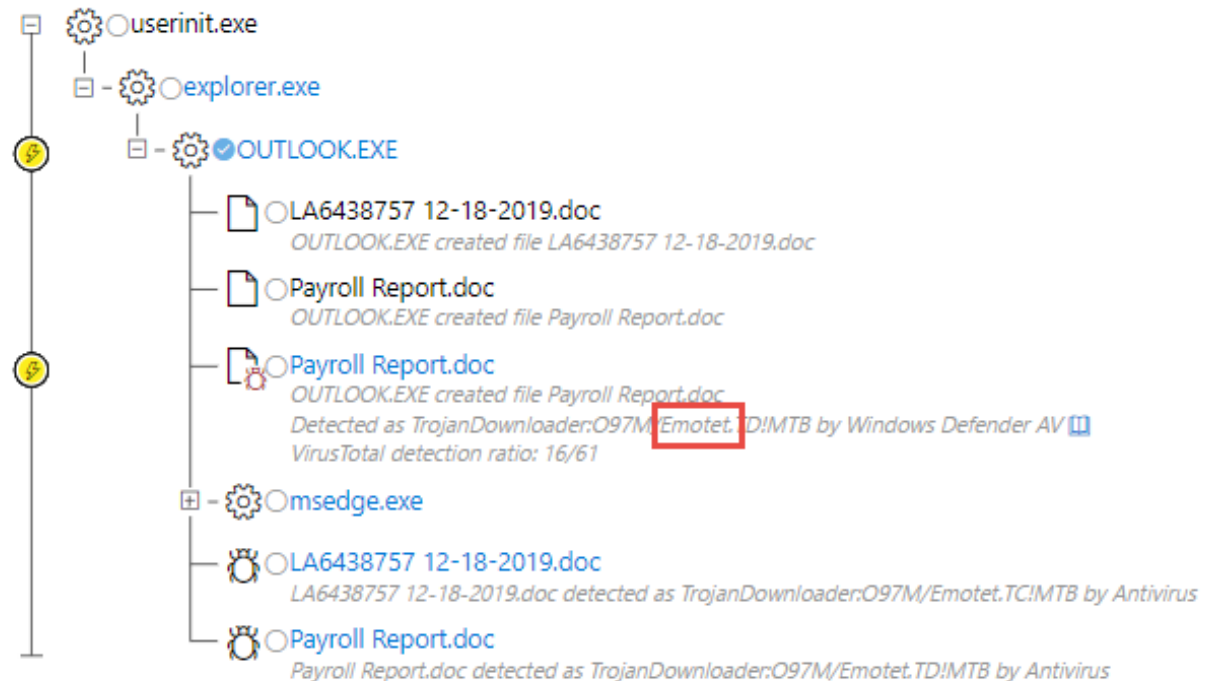 userinit.exe
explorer.exe
OUTLOOK.EXE
LA6438757 12-18-2019.doc
OUTLOOK.EXE created file LA6438757 12-18-2019.doc
Payroll Report.doc
OUTLOOK.EXE created file Payroll Report.doc
Payroll Report.doc
OUTLOOK.EXE created file Payroll Report.doc
Detected as TrojanDownloader:O97M/Emotet.TD!MTB by Windows Defender AV
VirusTotal detection ratio: 16/61
msedge.exe
LA6438757 12-18-2019.doc
LA6438757 12-18-2019.doc detected as TrojanDownloader:O97M/Emotet.TC!MTB by Antivirus
Payroll Report.doc
Payroll Report.doc detected as TrojanDownloader:O97M/Emotet.TD!MTB by Antivirus